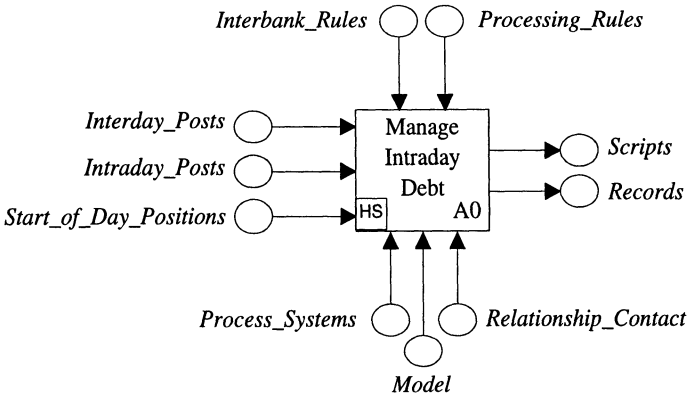 Interbank_Rules
Processing_Rules
Interday_Posts
Intraday_Posts
Start_of_Day_Positions
Manage
Intraday
Debt
HS
A0
Scripts
Records
Process_Systems
Relationship_Contact
Model